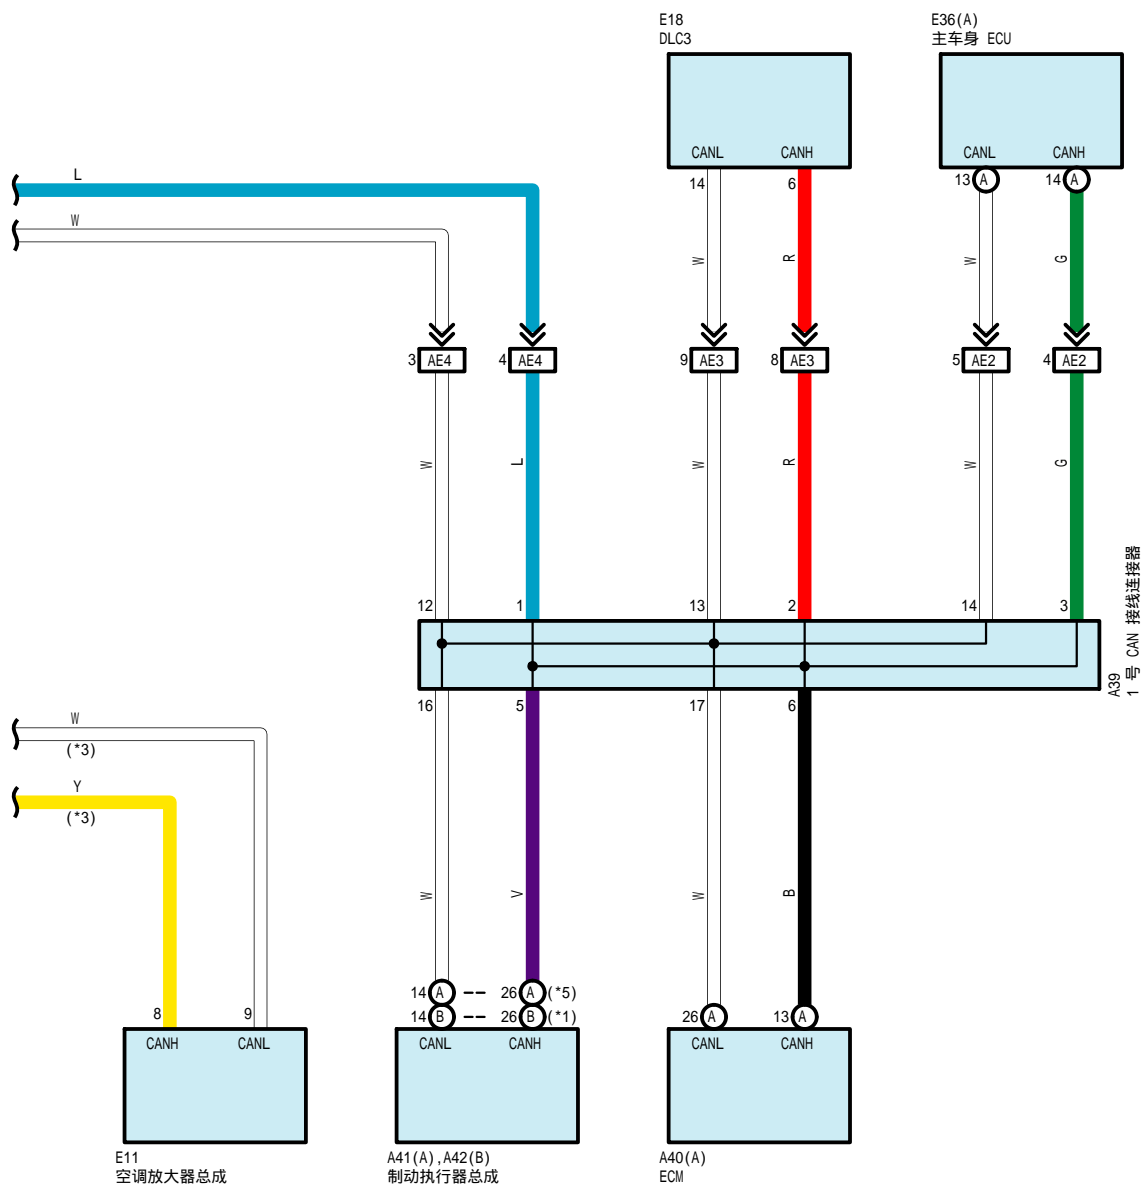 E18
DLC3
E36(A)
主车身 ECU
CANL CANH
CANL CANH
14 6
13 A 14 A
L
W
W R W G
3 AE4 4 AE4 9 AE3 8 AE3 5 AE2 4 AE2
W L W R W G
12 1 13 2 14 3
A39
1 号 CAN 接线连接器
16 5 17 6
W
(*3)
Y
(*3)
W V W B
14 A -- 26 A (*5)
14 B -- 26 B (*1)
26 A 13 A
8 9
CANH CANL
CANL CANH
CANL CANH
E11
空调放大器总成
A41(A),A42(B)
制动执行器总成
A40(A)
ECM